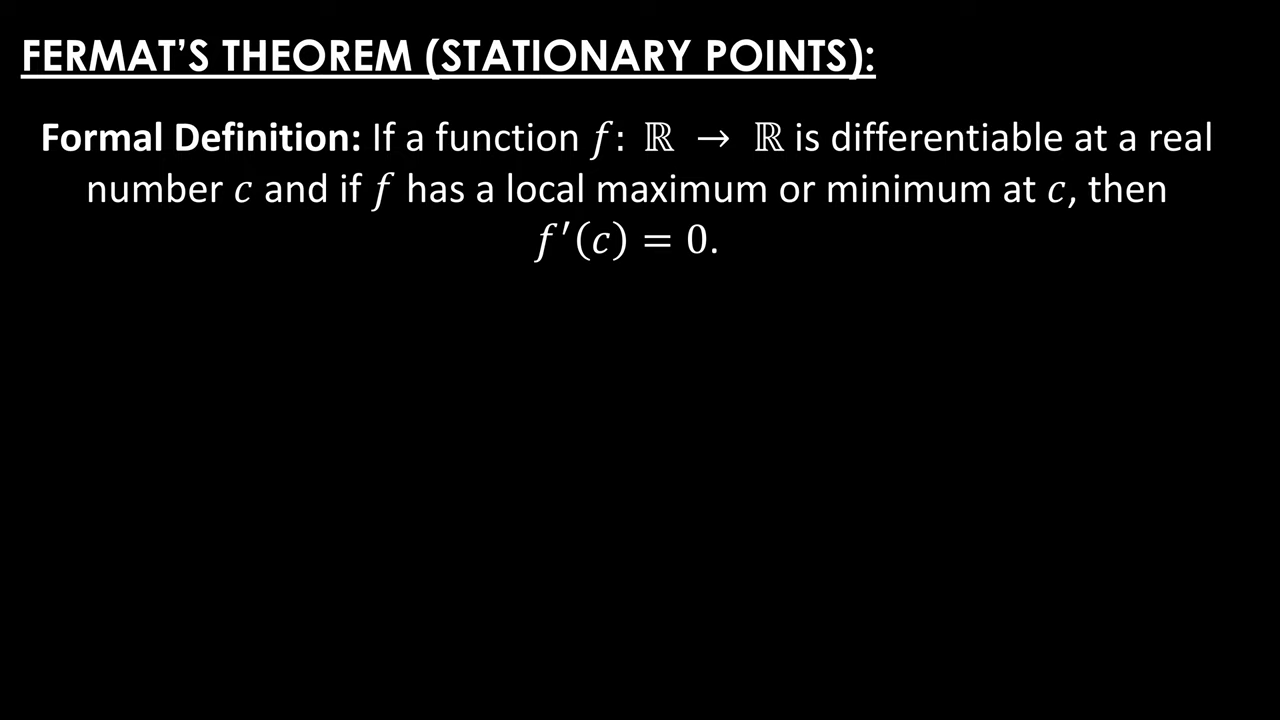 FERMAT’S THEOREM (STATIONARY POINTS):
Formal Definition: If a function 𝑓: ℝ → ℝ is differentiable at a real
number 𝑐 and if 𝑓 has a local maximum or minimum at 𝑐, then
𝑓′(𝑐) = 0.